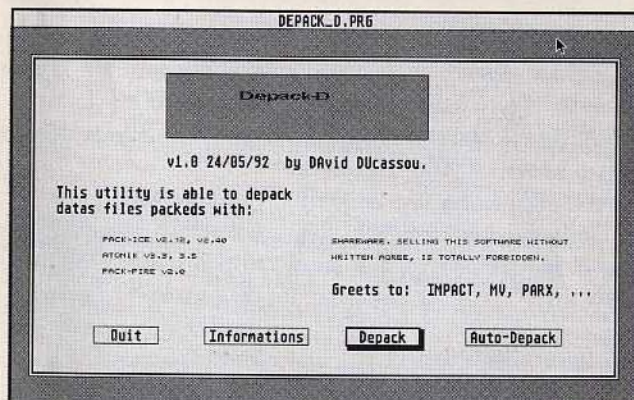 DEPACK_D.PRG
Depack-D
v1.0 24/05/92 by DAvid DUcassou.
This utility is able to depack
datas files packeds with:
PACK-ICE v2.12, v2.40
ATOMIK v3.3, 3.5
PACK-FIRE v2.0
SHAREWARE. SELLING THIS SOFTWARE WITHOUT
WRITTEN AGREE, IS TOTALLY FORBIDDEN.
Greets to: IMPACT, MV, PARX, ...
Quit Informations Depack Auto-Depack